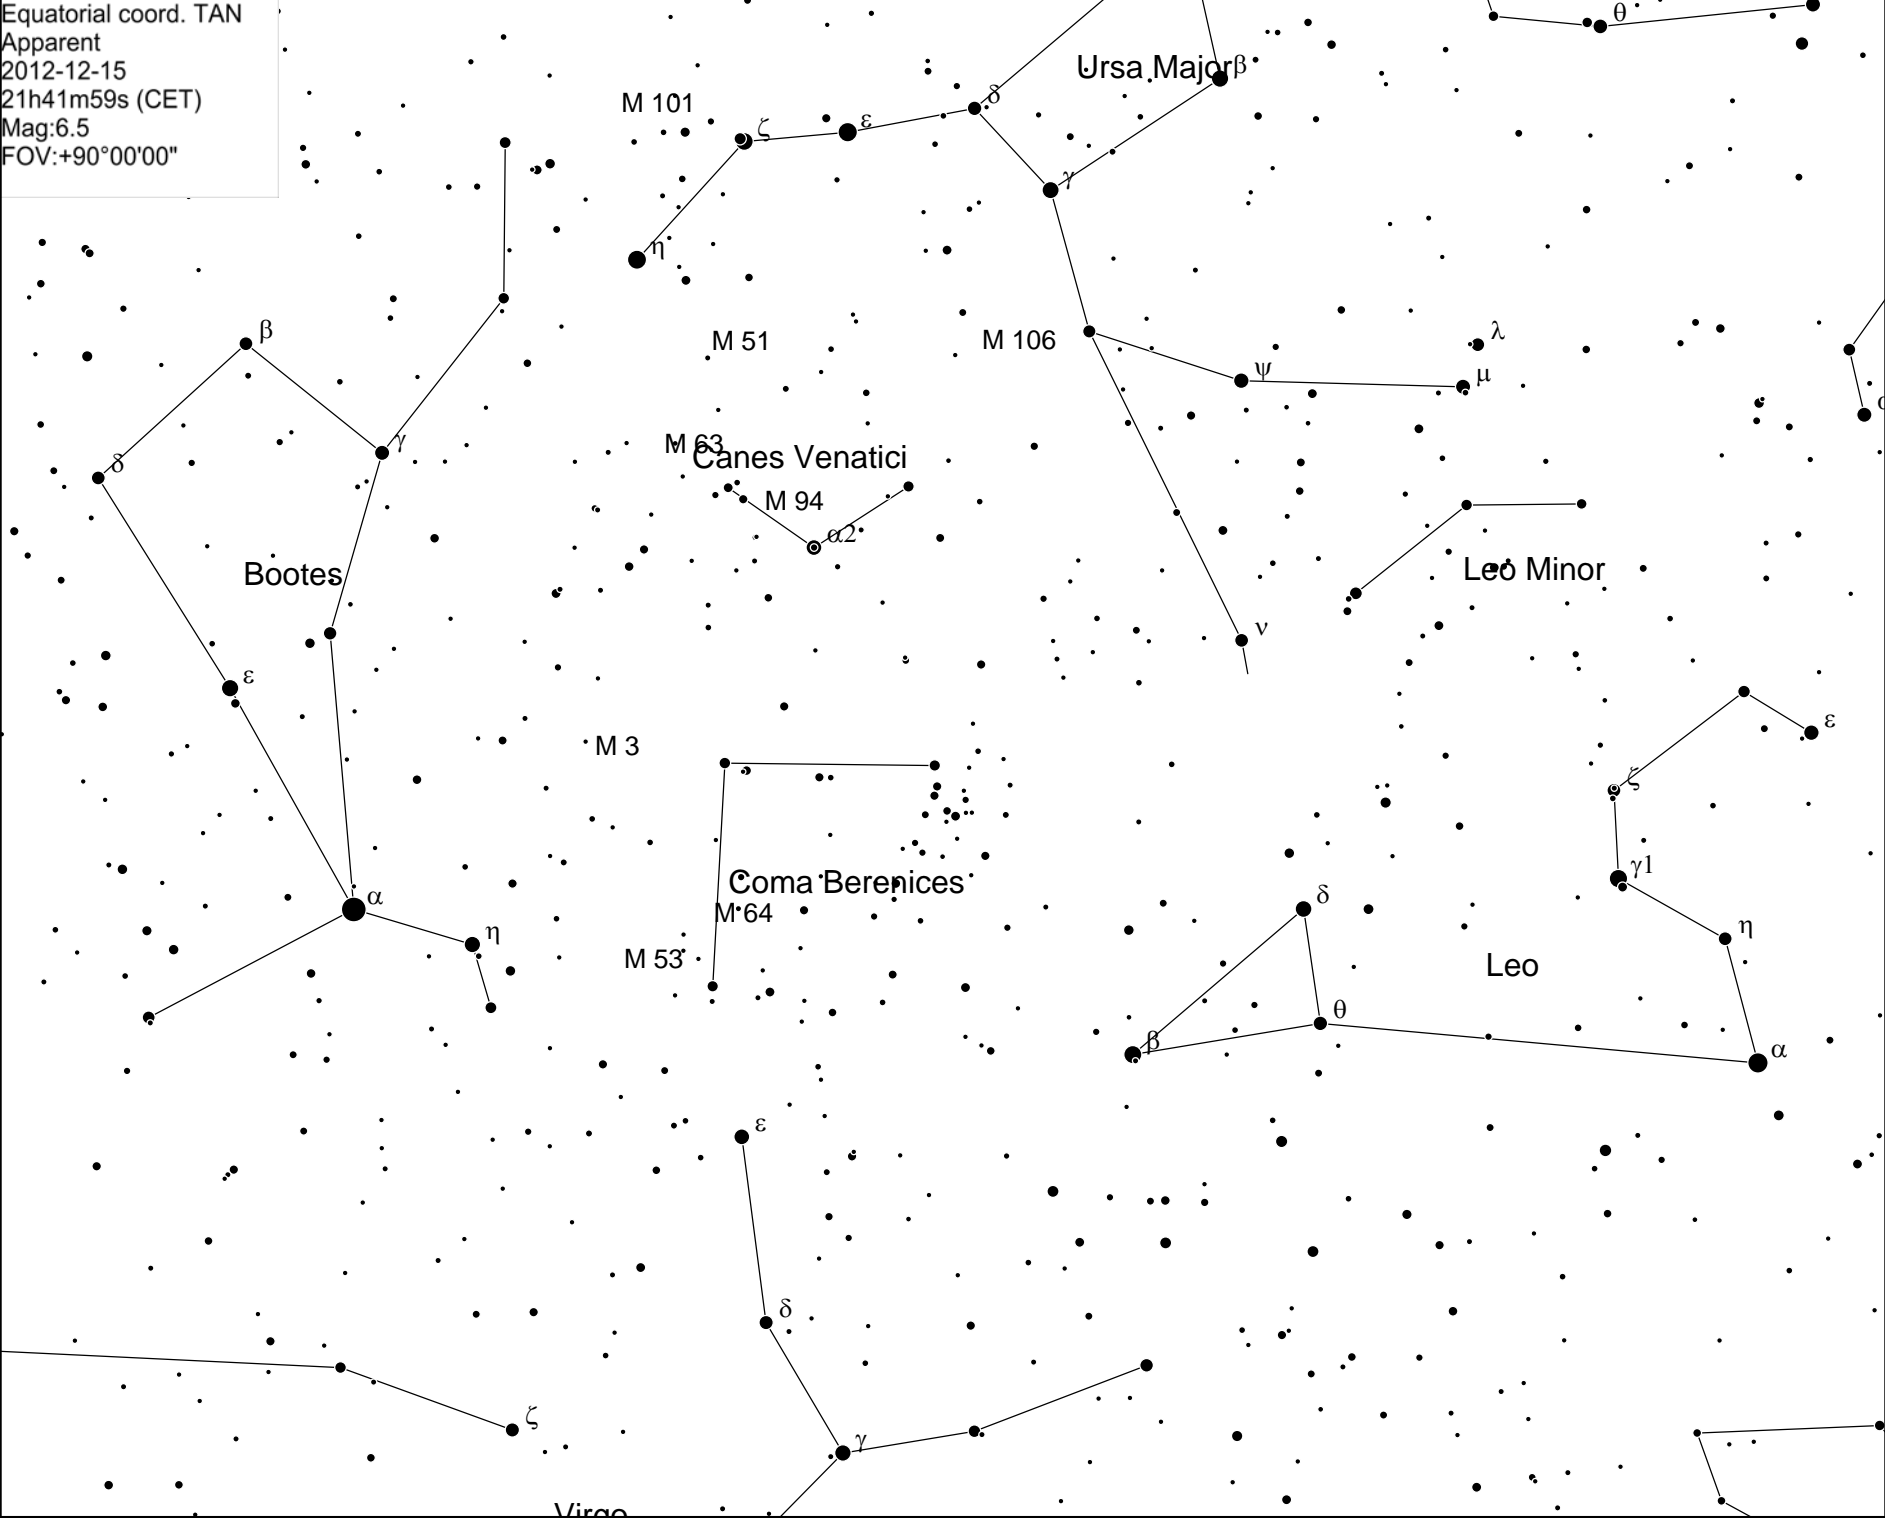 Equatorial coord. TAN
Apparent
2012-12-15
21h41m59s (CET)
Mag:6.5
FOV:+90°00'00"
θ
Ursa Major β
δ
M 101
ζ
ε
γ
η
β
M 51
M 106
λ
ψ
μ
α
γ
M 63
Canes Venatici
δ
M 94
α2
Bootes
Leo Minor
ν
ε
ε
M 3
ζ
γ1
Coma Berenices
α
δ
M 64
η
η
M 53
Leo
θ
β
α
ε
δ
ζ
γ
Virgo